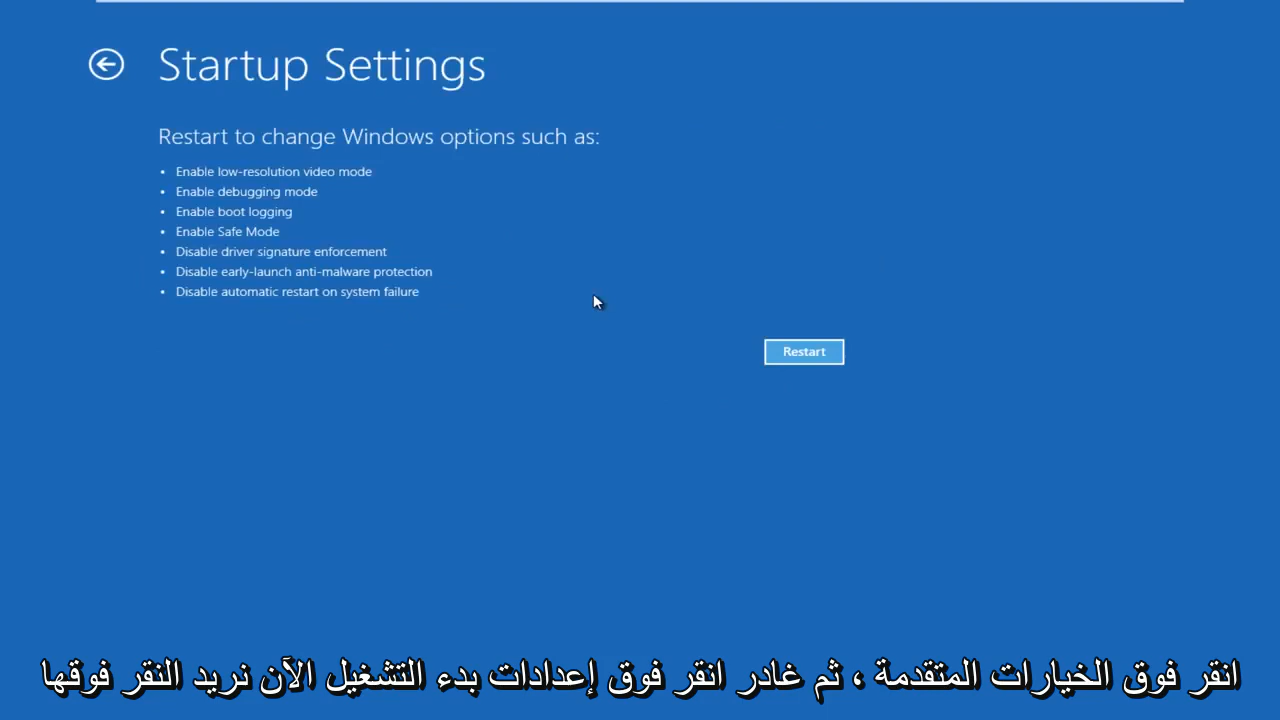 Startup Settings
Restart to change Windows options such as:
• Enable low-resolution video mode
• Enable debugging mode
• Enable boot logging
• Enable Safe Mode
• Disable driver signature enforcement
• Disable early-launch anti-malware protection
• Disable automatic restart on system failure
Restart
انقر فوق الخيارات المتقدمة ، ثم غادر انقر فوق إعدادات بدء التشغيل الآن نريد النقر فوقها